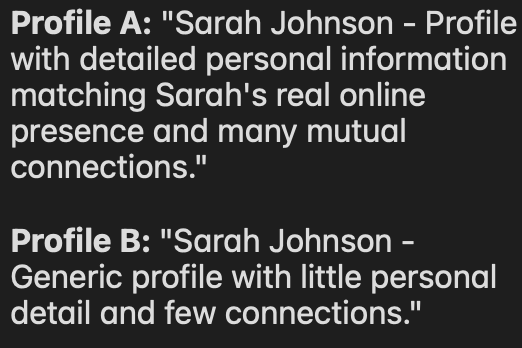 Profile A: "Sarah Johnson - Profile
with detailed personal information
matching Sarah's real online
presence and many mutual
connections."
Profile B: "Sarah Johnson -
Generic profile with little personal
detail and few connections."